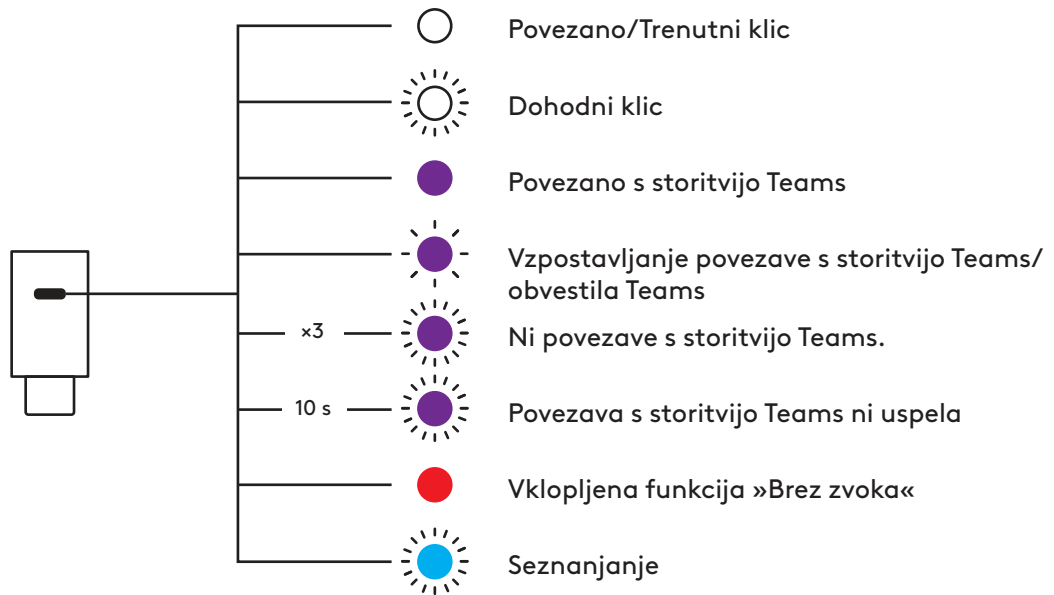 Povezano/Trenutni klic
Dohodni klic
Povezano s storitvijo Teams
Vzpostavljanje povezave s storitvijo Teams/
obvestila Teams
×3
Ni povezave s storitvijo Teams.
10 s
Povezava s storitvijo Teams ni uspela
Vklopljena funkcija »Brez zvoka«
Seznanjanje